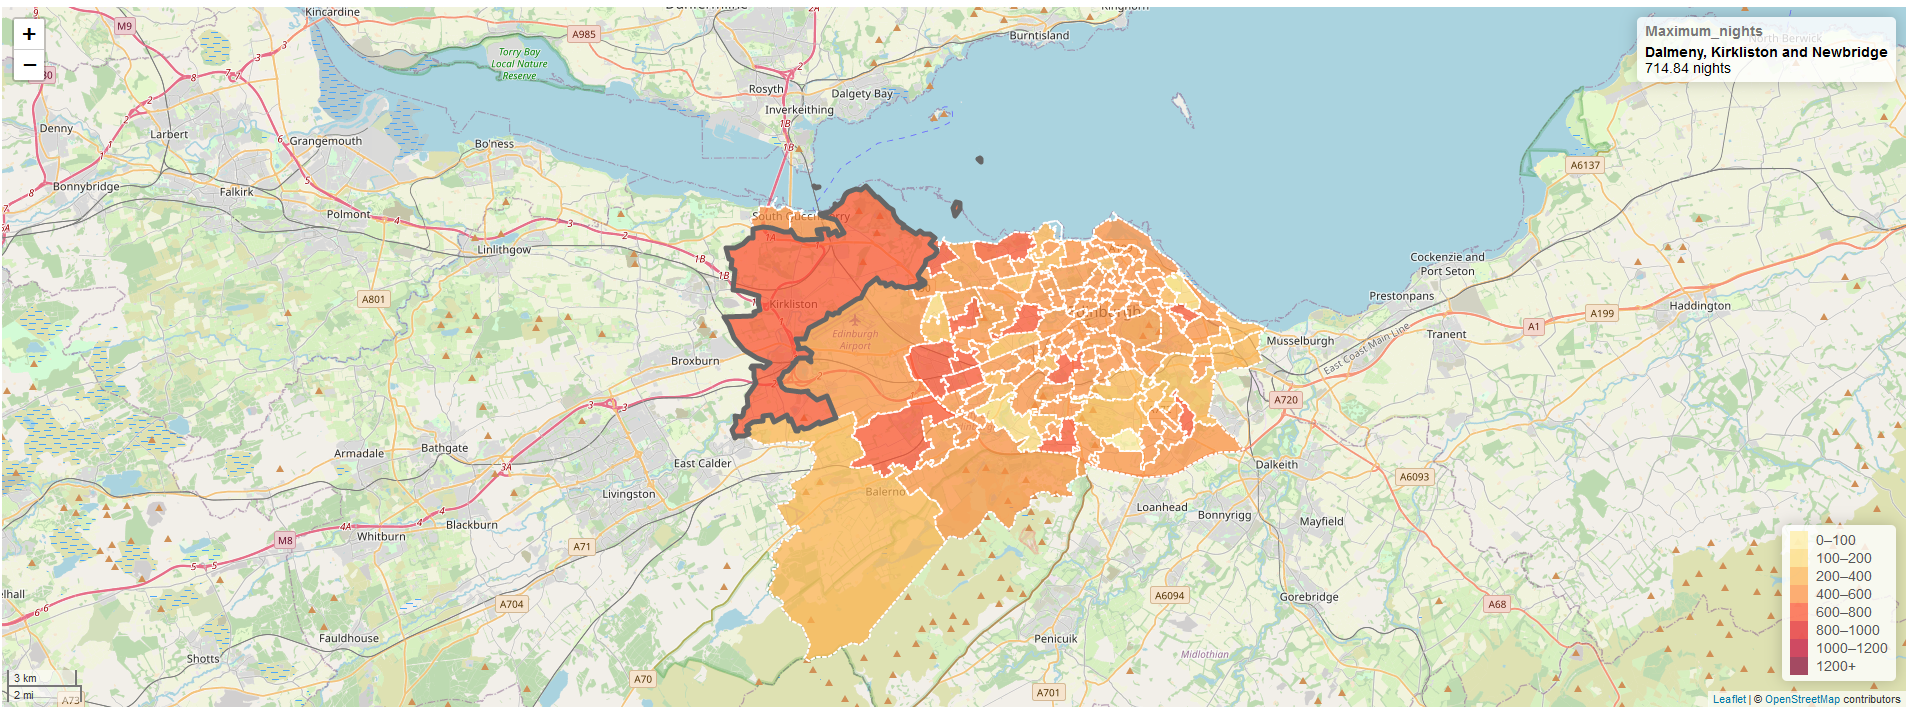 +
−
Maximum_nights
Dalmeny, Kirkliston and Newbridge
714.84 nights
North Berwick
Kincardine
M9
A985
Torry Bay
Local Nature
Reserve
Burntisland
Rosyth
Dalgety Bay
Inverkeithing
Denny
Larbert
Grangemouth
Bo'ness
Bonnybridge
Falkirk
Polmont
Linlithgow
A801
Kirkliston
Edinburgh
Airport
Broxburn
Edinburgh
A6137
Cockenzie and
Port Seton
Prestonpans
Haddington
A199
A1
Tranent
East Coast Main Line
Musselburgh
A720
Armadale
Bathgate
East Calder
Livingston
Balerno
Dalkeith
A6093
Loanhead
Bonnyrigg
Mayfield
Blackburn
Whitburn
M8
A71
A704
Fauldhouse
Shotts
A70
A73
A6094
Gorebridge
A68
Penicuik
Midlothian
A701
3 km
2 mi
0–100
100–200
200–400
400–600
600–800
800–1000
1000–1200
1200+
Leaflet | © OpenStreetMap contributors